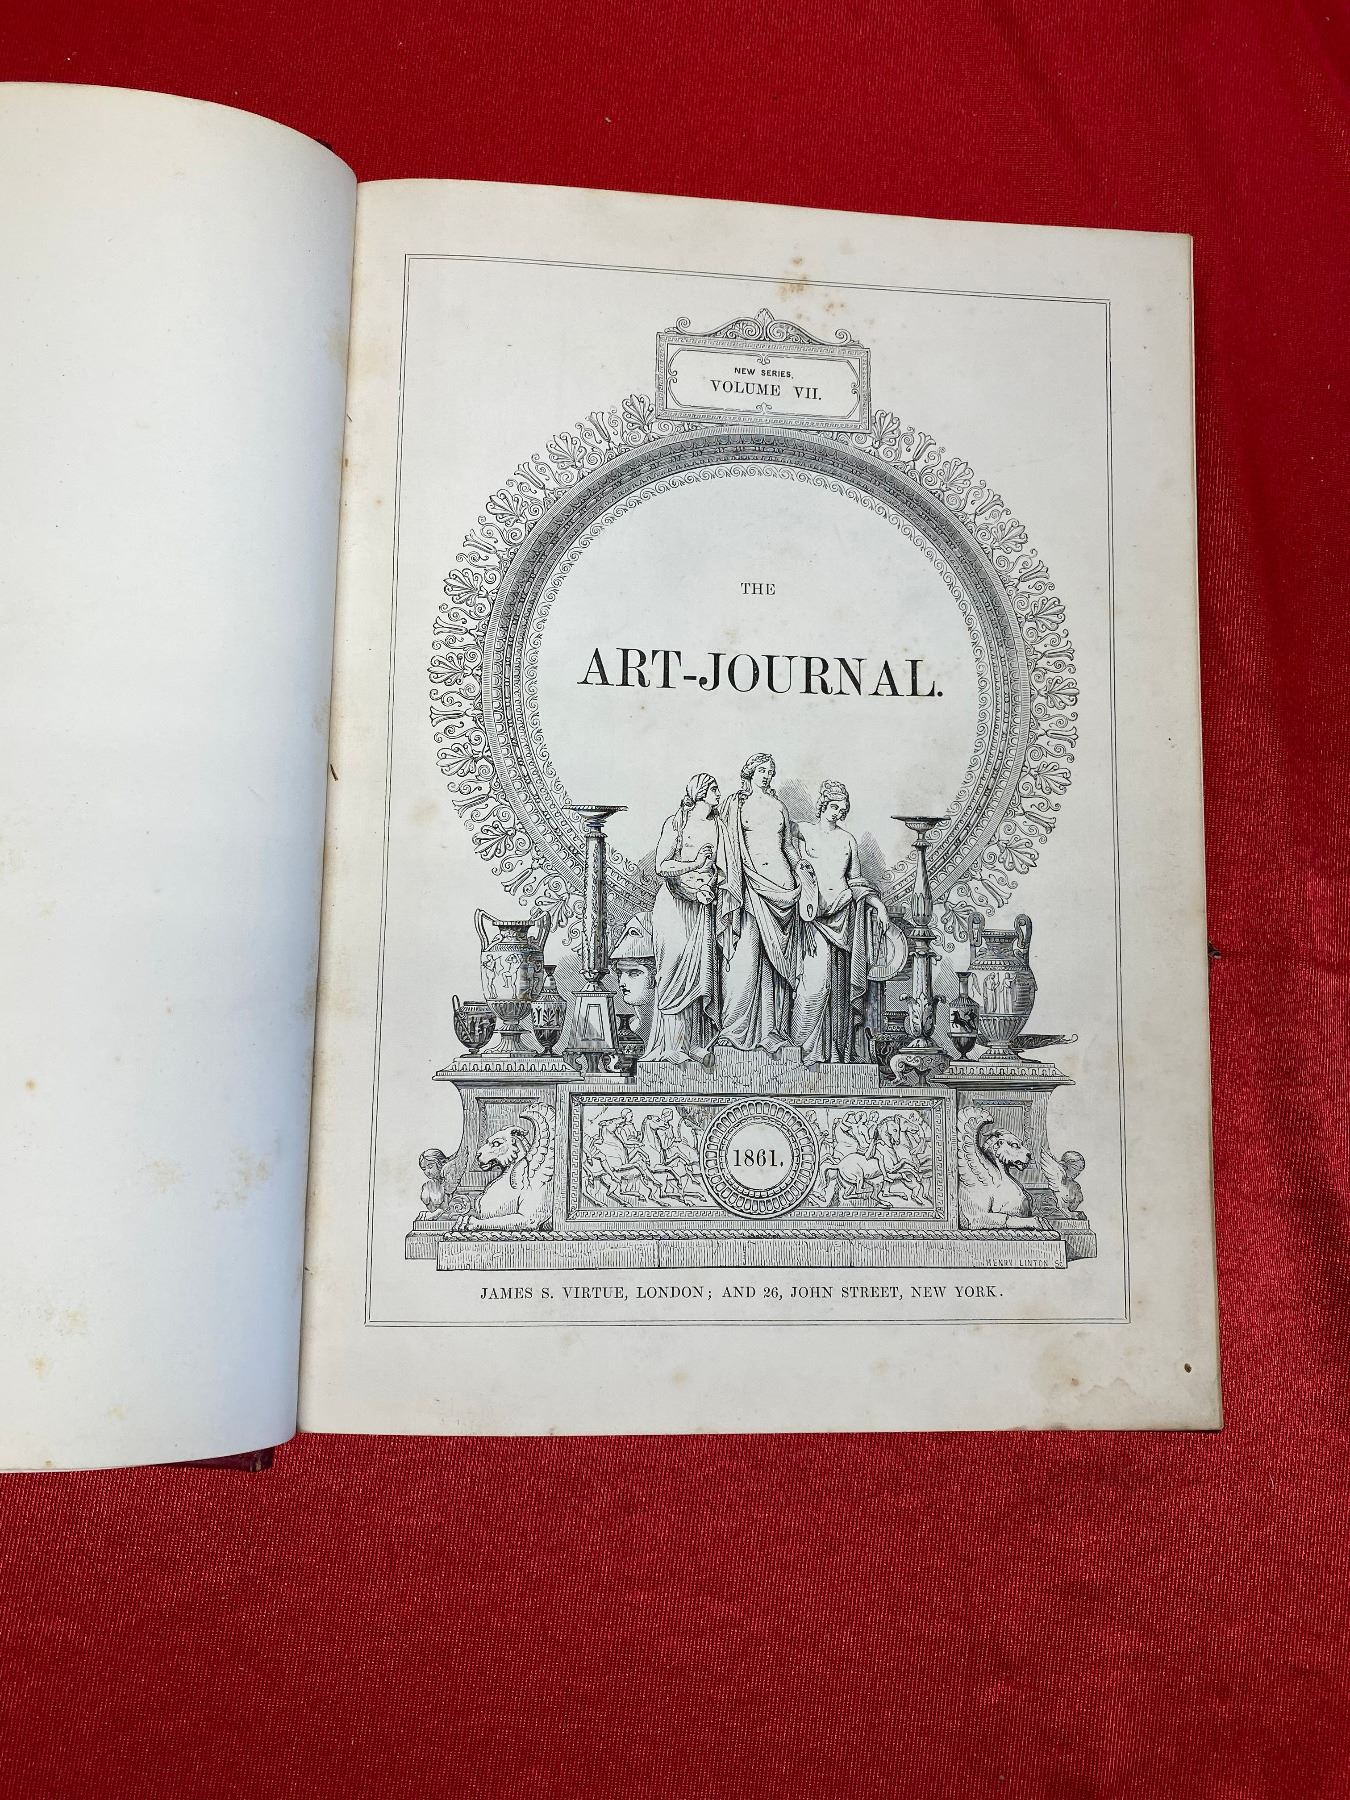 NEW SERIES.
VOLUME VII.
THE
ART-JOURNAL.
1861.
HENRY LINTON Sc
JAMES S. VIRTUE, LONDON; AND 26, JOHN STREET, NEW YORK.